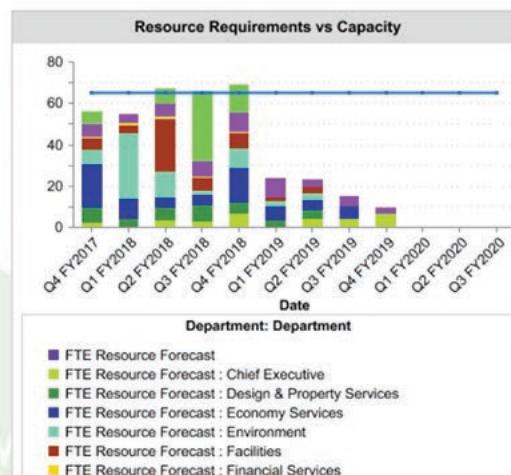 Resource Requirements vs Capacity
80
60
40
20
0
Q4 FY2017
Q1 FY2018
Q2 FY2018
Q3 FY2018
Q4 FY2018
Q1 FY2019
Q2 FY2019
Q3 FY2019
Q4 FY2019
Q1 FY2020
Q2 FY2020
Q3 FY2020
Date
Department: Department
FTE Resource Forecast
FTE Resource Forecast : Chief Executive
FTE Resource Forecast : Design & Property Services
FTE Resource Forecast : Economy Services
FTE Resource Forecast : Environment
FTE Resource Forecast : Facilities
FTE Resource Forecast : Financial Services